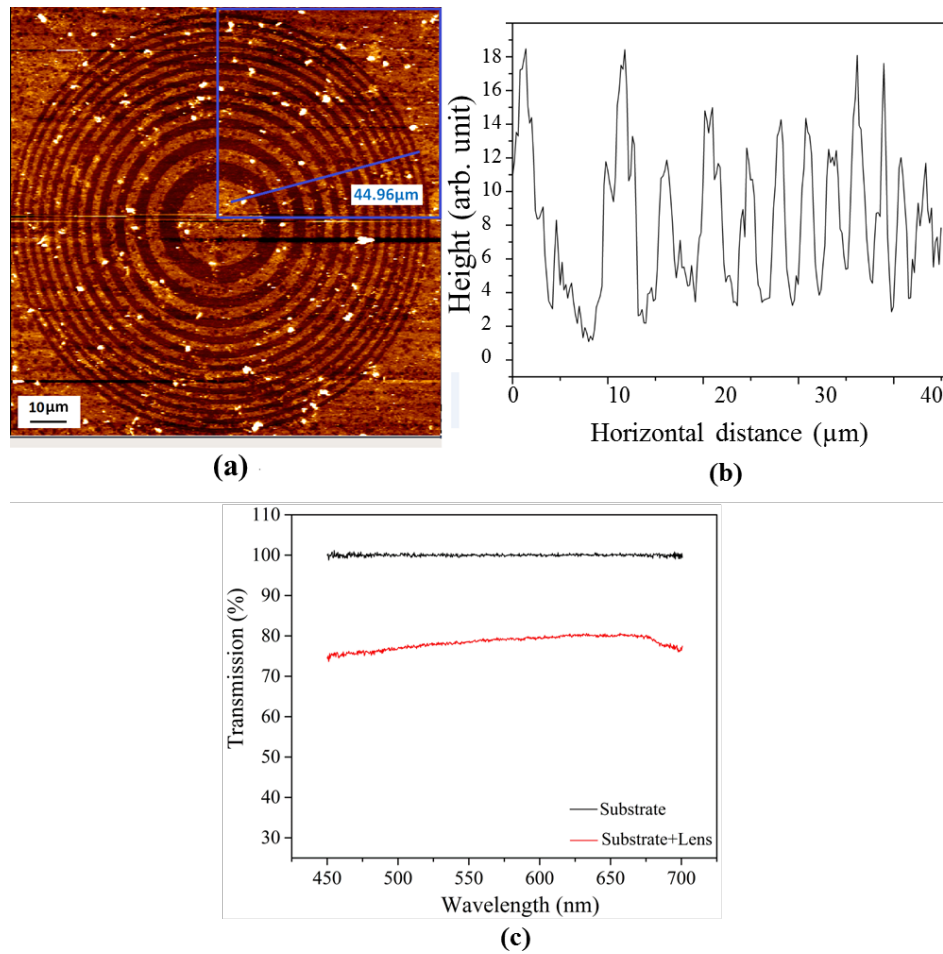 44.96µm
10µm
(a)
Height (arb. unit)
18
16
14
12
10
8
6
4
2
0
0 10 20 30 40
Horizontal distance (µm)
(b)
Transmission (%)
110
100
90
80
70
60
50
40
30
Substrate
Substrate+Lens
450 500 550 600 650 700
Wavelength (nm)
(c)